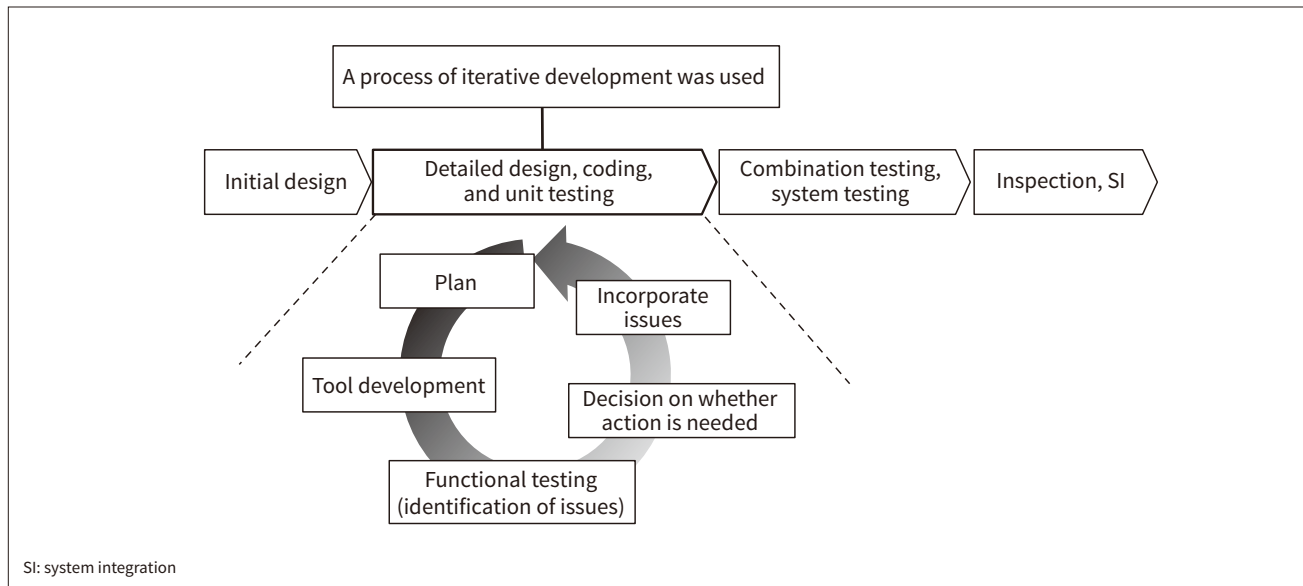 A process of iterative development was used
Initial design
Detailed design, coding,
and unit testing
Combination testing,
system testing
Inspection, SI
Plan
Incorporate
issues
Tool development
Decision on whether
action is needed
Functional testing
(identification of issues)
SI: system integration